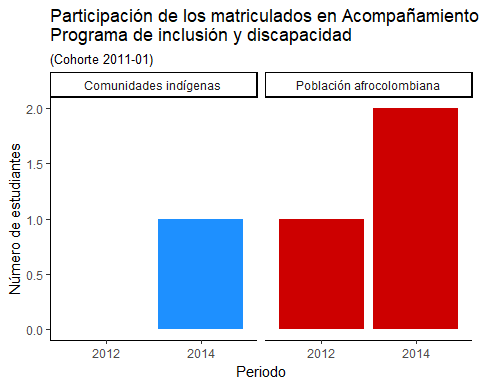 Participación de los matriculados en Acompañamiento
Programa de inclusión y discapacidad
(Cohorte 2011-01)
Comunidades indígenas
Población afrocolombiana
Número de estudiantes
2.0
1.5
1.0
0.5
0.0
2012
2014
2012
2014
Periodo